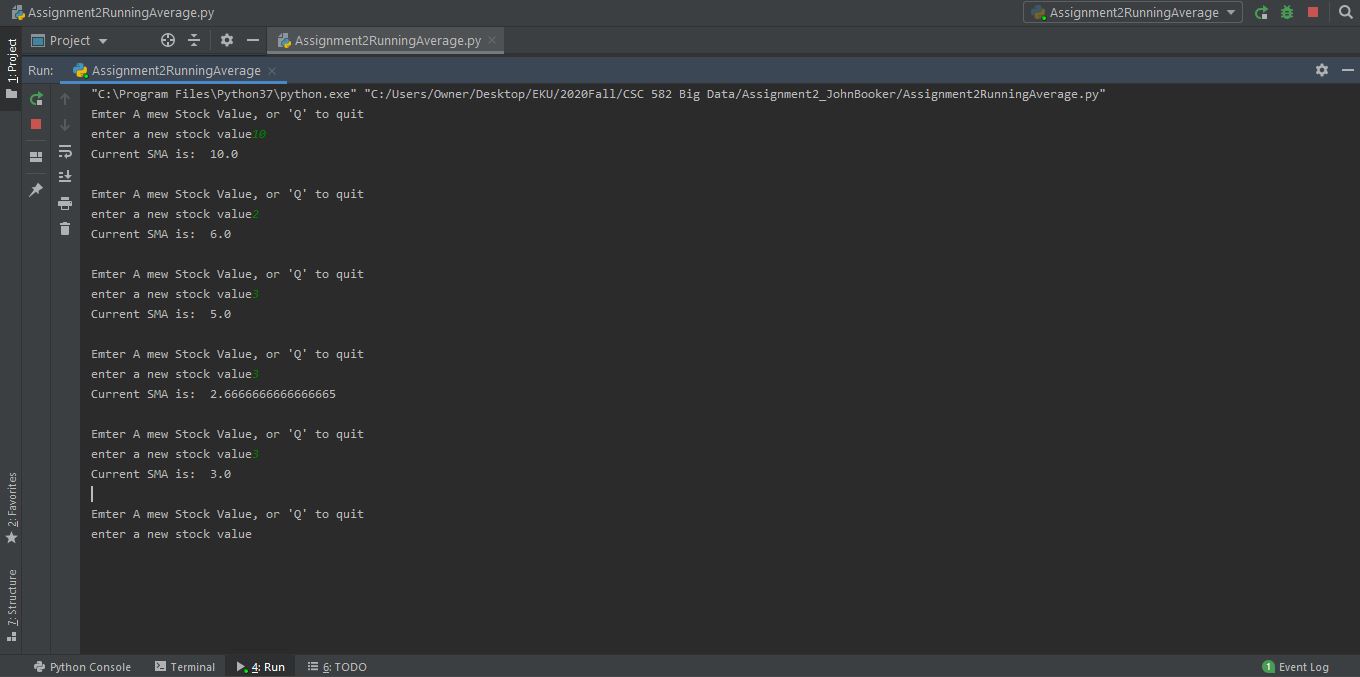 Assignment2RunningAverage.py
Assignment2RunningAverage
1: Project
Project
Assignment2RunningAverage.py
Run:
Assignment2RunningAverage
"C:\Program Files\Python37\python.exe" "C:/Users/Owner/Desktop/EKU/2020Fall/CSC 582 Big Data/Assignment2_JohnBooker/Assignment2RunningAverage.py"
Emter A mew Stock Value, or 'Q' to quit
enter a new stock value10
Current SMA is:  10.0
Emter A mew Stock Value, or 'Q' to quit
enter a new stock value2
Current SMA is:  6.0
Emter A mew Stock Value, or 'Q' to quit
enter a new stock value3
Current SMA is:  5.0
Emter A mew Stock Value, or 'Q' to quit
enter a new stock value3
Current SMA is:  2.6666666666666665
Emter A mew Stock Value, or 'Q' to quit
enter a new stock value3
Current SMA is:  3.0
Emter A mew Stock Value, or 'Q' to quit
enter a new stock value
2: Favorites
7: Structure
Python Console
Terminal
4: Run
6: TODO
1 Event Log